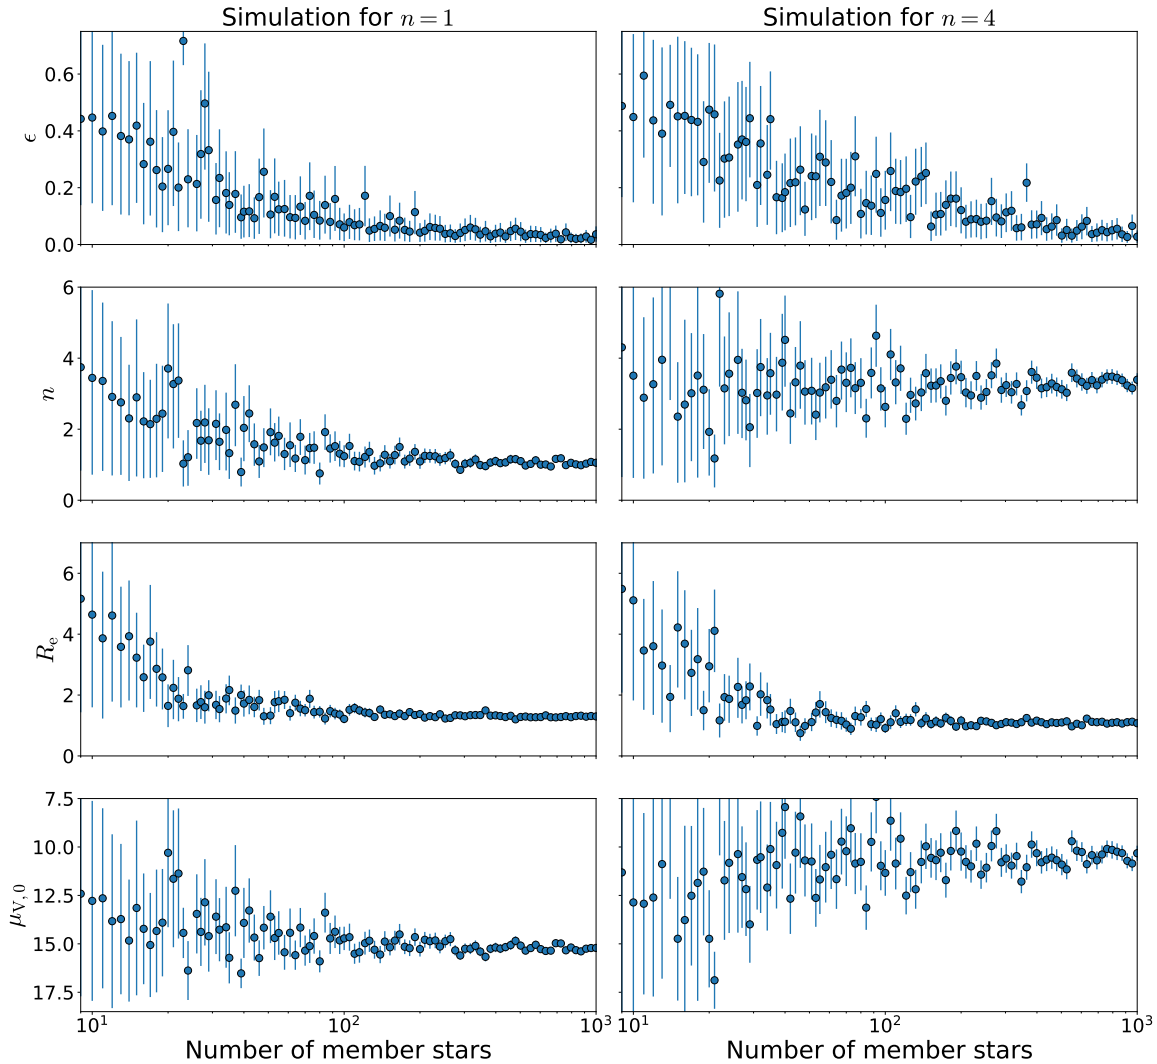 Simulation for n = 1
Simulation for n = 4
0.6
0.4
0.2
0.0
ϵ
6
4
2
0
n
6
4
2
0
R_e
7.5
10.0
12.5
15.0
17.5
μ_V,0
10^1
10^2
10^3
10^1
10^2
10^3
Number of member stars
Number of member stars